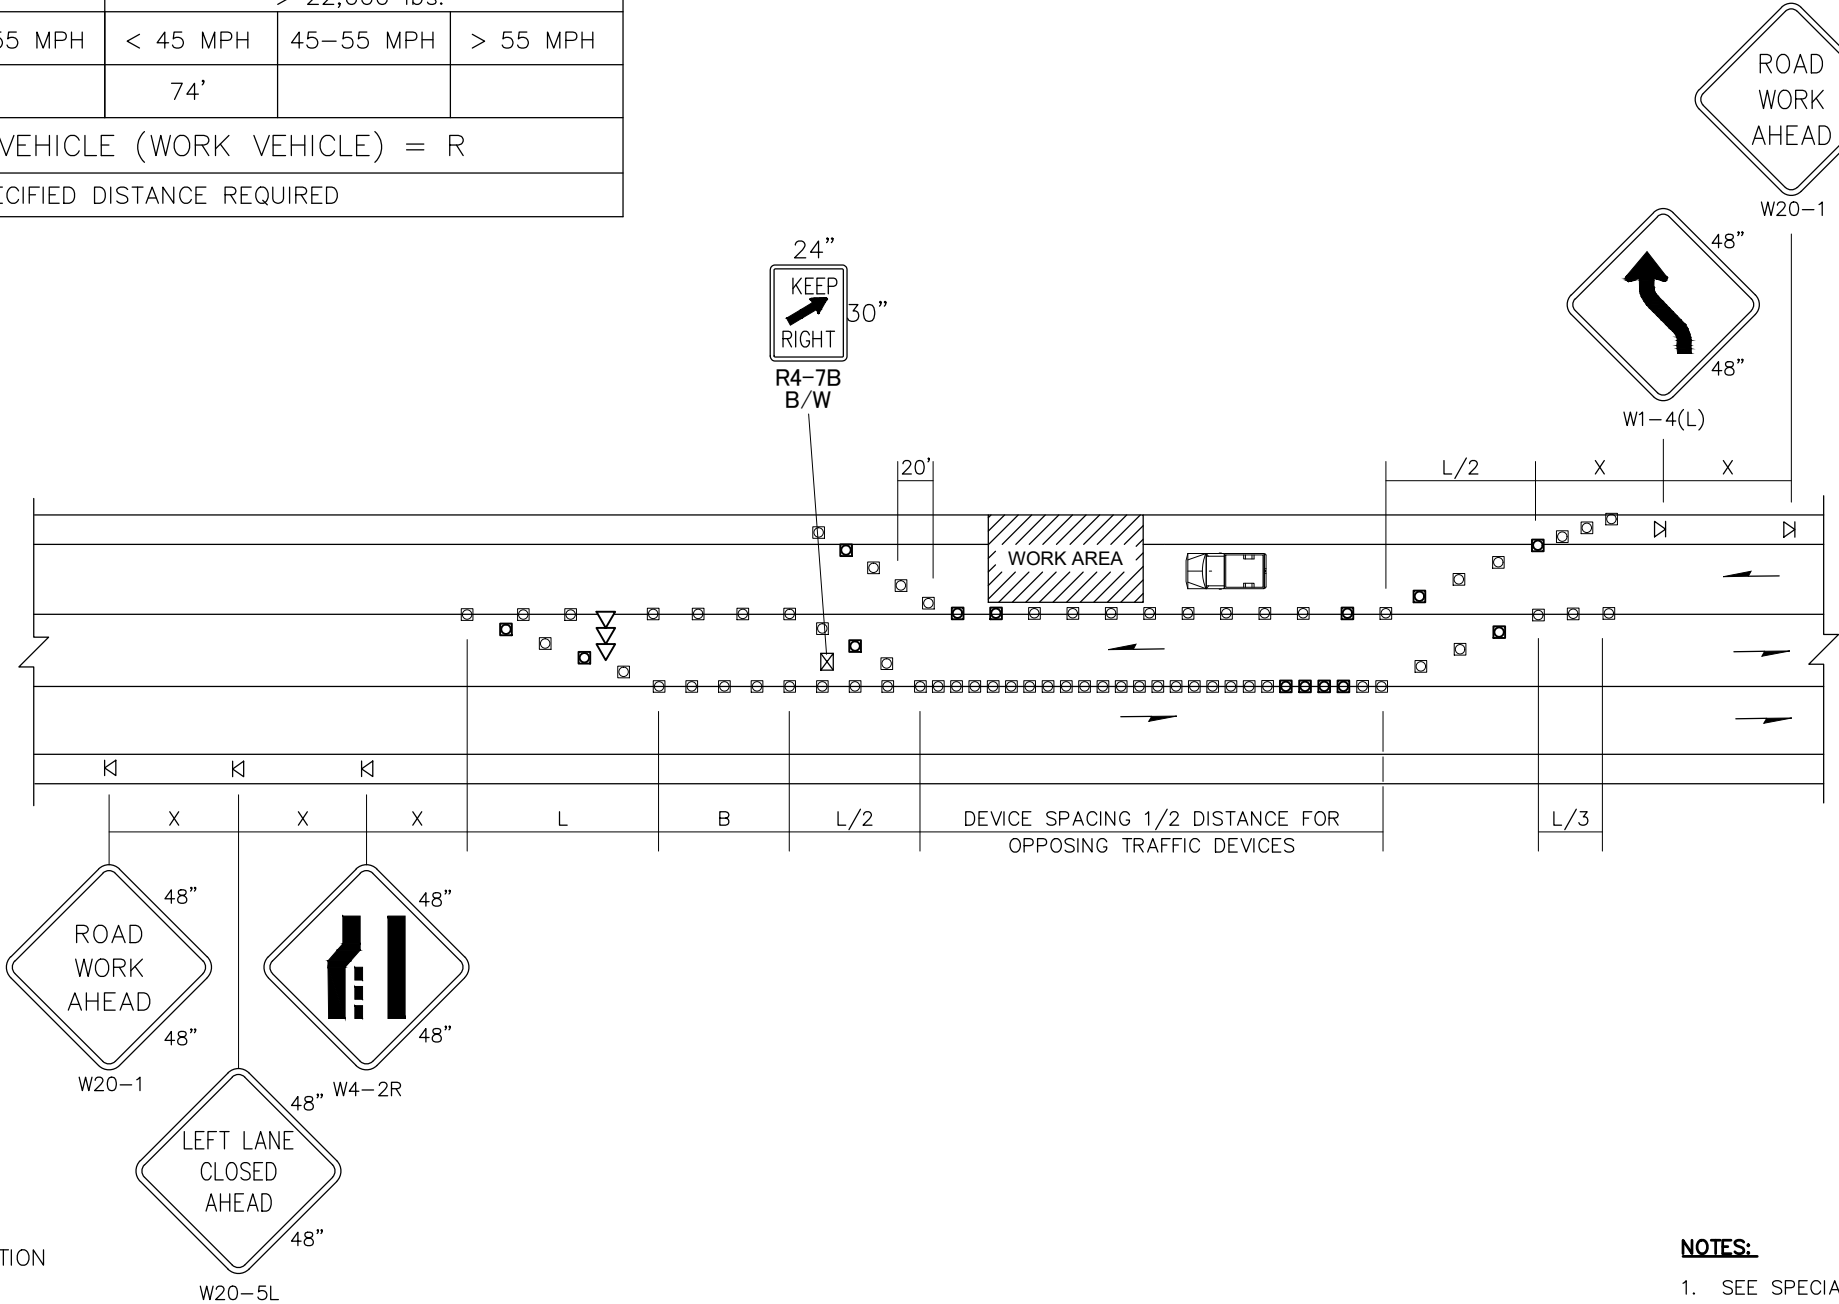 > 22,000 lbs.
55 MPH
< 45 MPH
45-55 MPH
> 55 MPH
74'
VEHICLE (WORK VEHICLE) = R
ECIFIED DISTANCE REQUIRED
ROAD
WORK
AHEAD
W20-1
48"
48"
W1-4(L)
24"
KEEP
RIGHT
30"
R4-7B
B/W
20'
L/2
X
X
WORK AREA
X
X
X
L
B
L/2
DEVICE SPACING 1/2 DISTANCE FOR
OPPOSING TRAFFIC DEVICES
L/3
ROAD
WORK
AHEAD
48"
48"
W20-1
48"
48"
W4-2R
LEFT LANE
CLOSED
AHEAD
48"
48"
W20-5L
TION
NOTES:
1. SEE SPECIA